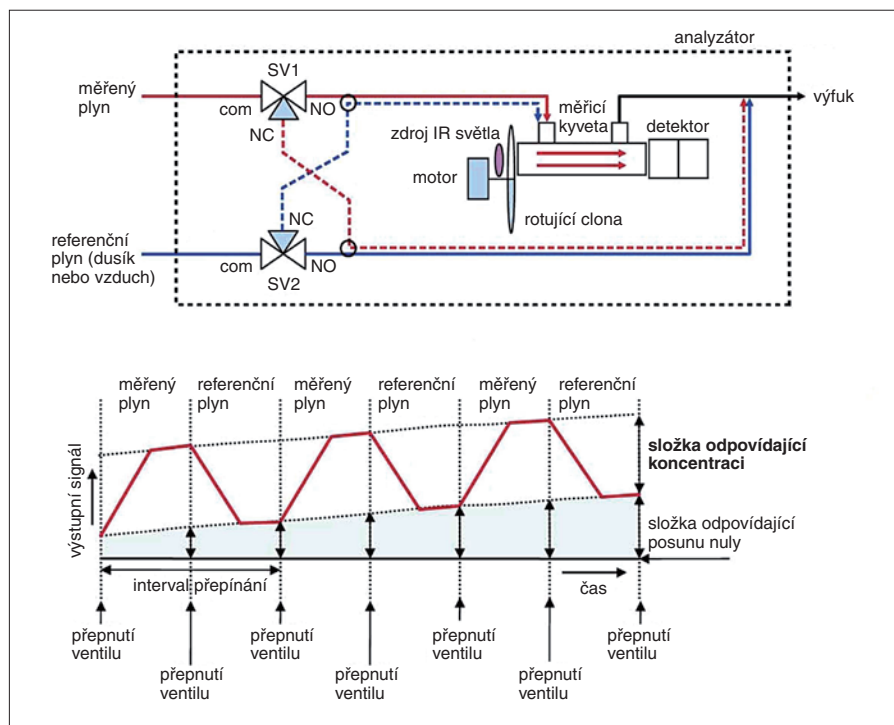 analyzátor
SV1
měřený
plyn
com
NO
NC
měřicí
kyveta
výfuk
zdroj IR světla
detektor
motor
rotující clona
NC
referenční
plyn (dusík
nebo vzduch)
com
NO
SV2
měřený
plyn
referenční
plyn
měřený
plyn
referenční
plyn
měřený
plyn
referenční
plyn
výstupní signál
složka odpovídající
koncentraci
složka odpovídající
posunu nuly
interval přepínání
čas
přepnutí
ventilu
přepnutí
ventilu
přepnutí
ventilu
přepnutí
ventilu
přepnutí
ventilu
přepnutí
ventilu
přepnutí
ventilu